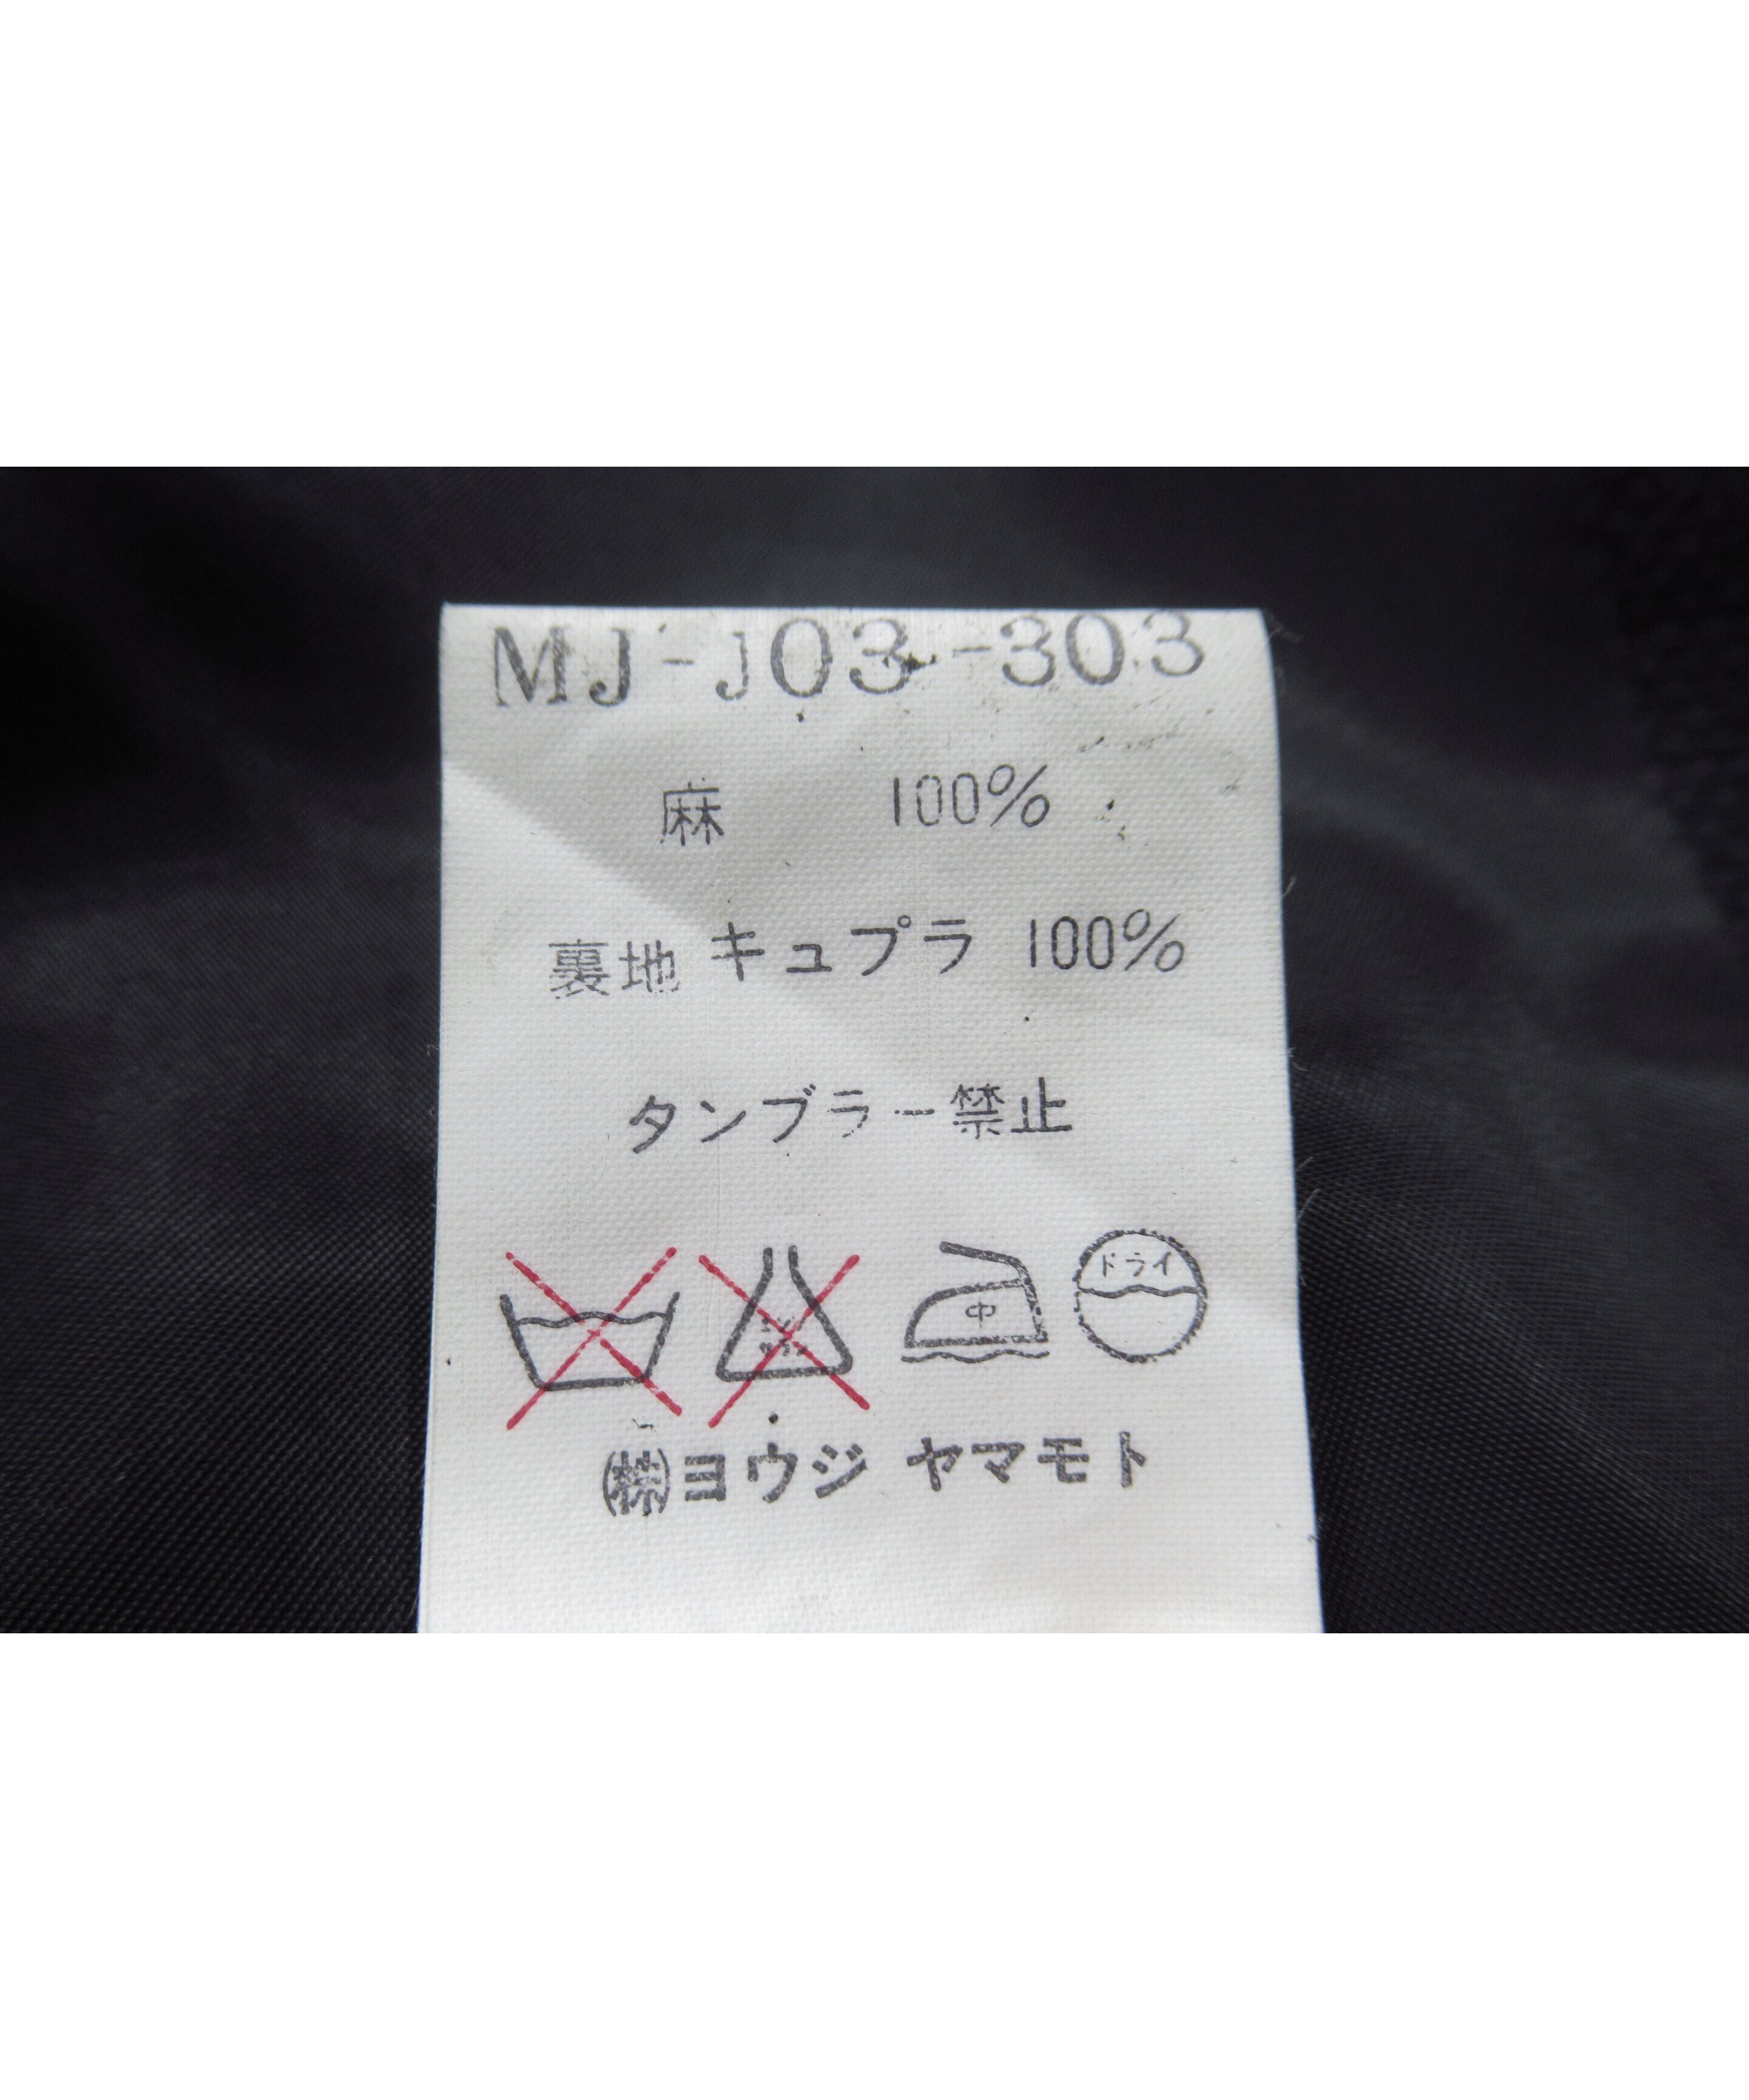 MJ-J03-303
麻 100%
裏地 キュプラ 100%
タンブラー禁止
中 ドライ
㈱ヨウジ ヤマモト